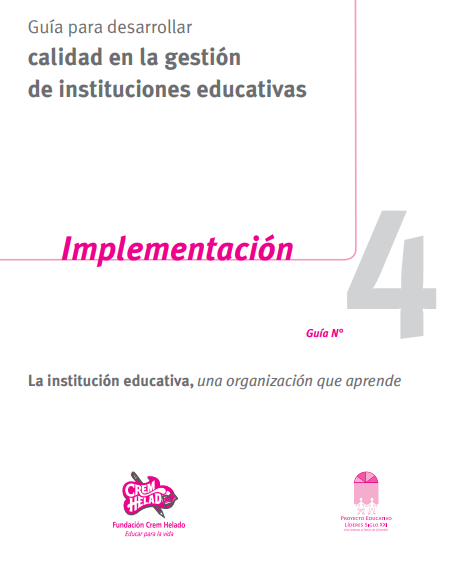 Guía para desarrollar
calidad en la gestión
de instituciones educativas
Implementación
4
Guía N°
La institución educativa, una organización que aprende
CREM
HELADO
Fundación Crem Helado
Educar para la vida
PROYECTO EDUCATIVO
LÍDERES SIGLO XXI